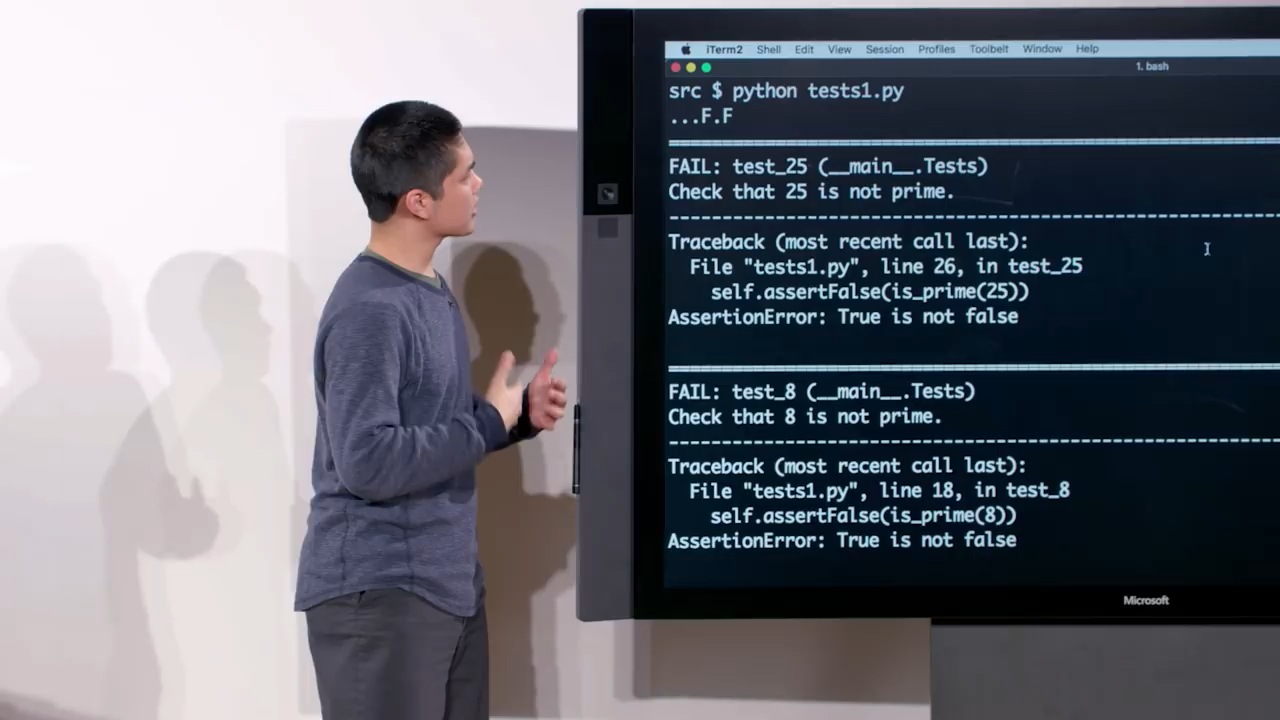 iTerm2 Shell Edit View Session Profiles Toolbelt Window Help
1. bash
src $ python tests1.py
...F.F
======================================================================
FAIL: test_25 (__main__.Tests)
Check that 25 is not prime.
----------------------------------------------------------------------
Traceback (most recent call last):
File "tests1.py", line 26, in test_25
self.assertFalse(is_prime(25))
AssertionError: True is not false
======================================================================
FAIL: test_8 (__main__.Tests)
Check that 8 is not prime.
----------------------------------------------------------------------
Traceback (most recent call last):
File "tests1.py", line 18, in test_8
self.assertFalse(is_prime(8))
AssertionError: True is not false
Microsoft